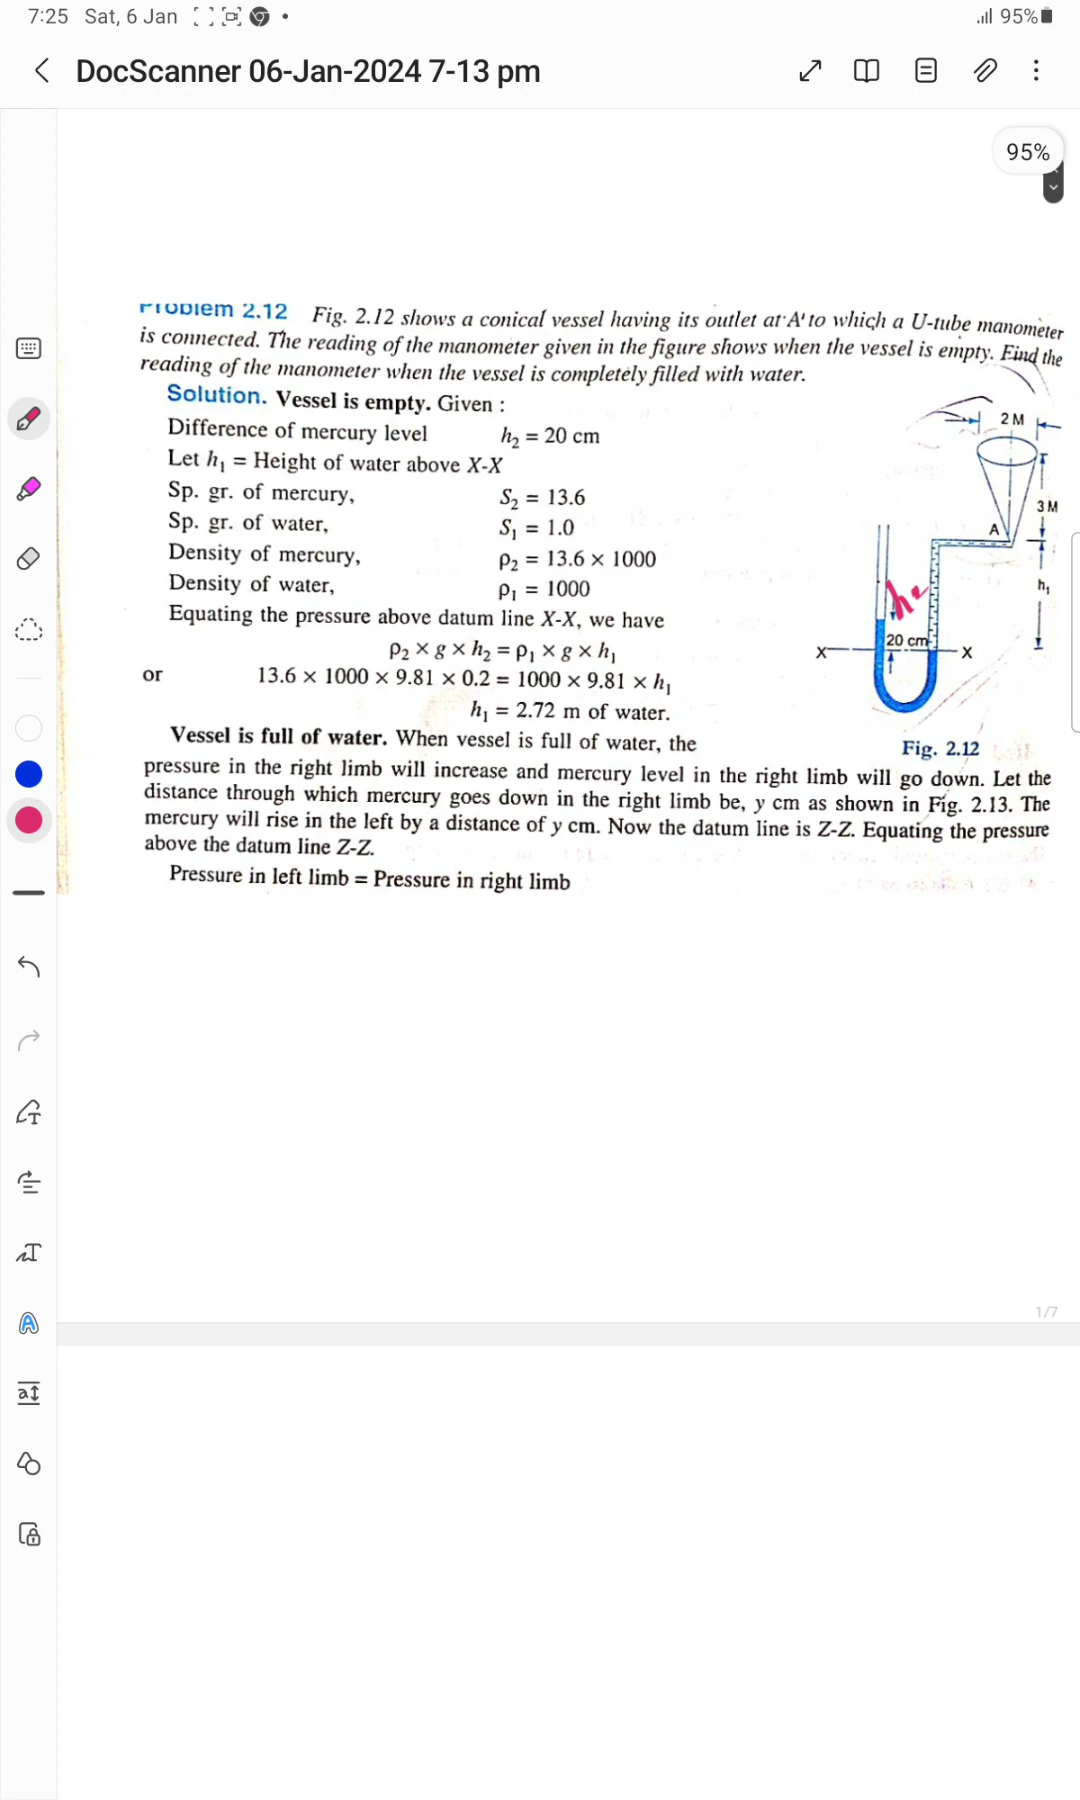 7:25 Sat, 6 Jan
95%
DocScanner 06-Jan-2024 7-13 pm
95%
Problem 2.12 Fig. 2.12 shows a conical vessel having its outlet at A to which a U-tube manometer
is connected. The reading of the manometer given in the figure shows when the vessel is empty. Find the
reading of the manometer when the vessel is completely filled with water.
Solution. Vessel is empty. Given :
Difference of mercury level h₂ = 20 cm
Let h₁ = Height of water above X-X
Sp. gr. of mercury, S₂ = 13.6
Sp. gr. of water, S₁ = 1.0
Density of mercury, ρ₂ = 13.6 × 1000
Density of water, ρ₁ = 1000
Equating the pressure above datum line X-X, we have
ρ₂ × g × h₂ = ρ₁ × g × h₁
or 13.6 × 1000 × 9.81 × 0.2 = 1000 × 9.81 × h₁
h₁ = 2.72 m of water.
2 M
3 M
A
h₁
h₂
20 cm
X X
Fig. 2.12
Vessel is full of water. When vessel is full of water, the
pressure in the right limb will increase and mercury level in the right limb will go down. Let the
distance through which mercury goes down in the right limb be, y cm as shown in Fig. 2.13. The
mercury will rise in the left by a distance of y cm. Now the datum line is Z-Z. Equating the pressure
above the datum line Z-Z.
Pressure in left limb = Pressure in right limb
1/7